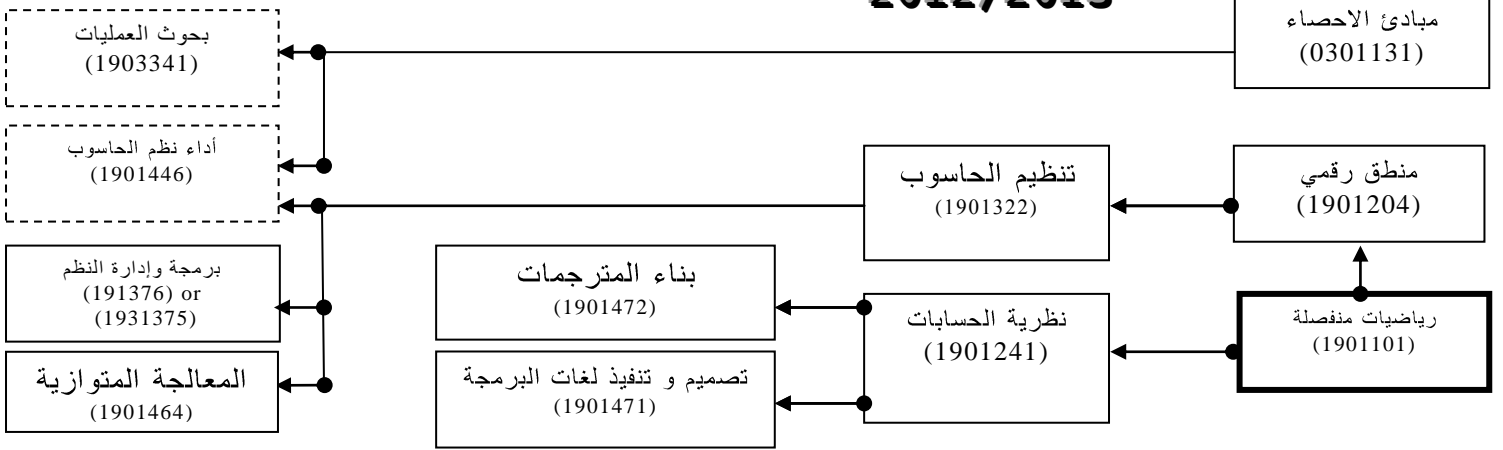 2012/2013
مبادئ الاحصاء
(0301131)
بحوث العمليات
(1903341)
أداء نظم الحاسوب
(1901446)
منطق رقمي
(1901204)
تنظيم الحاسوب
(1901322)
برمجة وإدارة النظم
(191376) or
(1931375)
المعالجة المتوازية
(1901464)
رياضيات منفصلة
(1901101)
نظرية الحسابات
(1901241)
بناء المترجمات
(1901472)
تصميم و تنفيذ لغات البرمجة
(1901471)